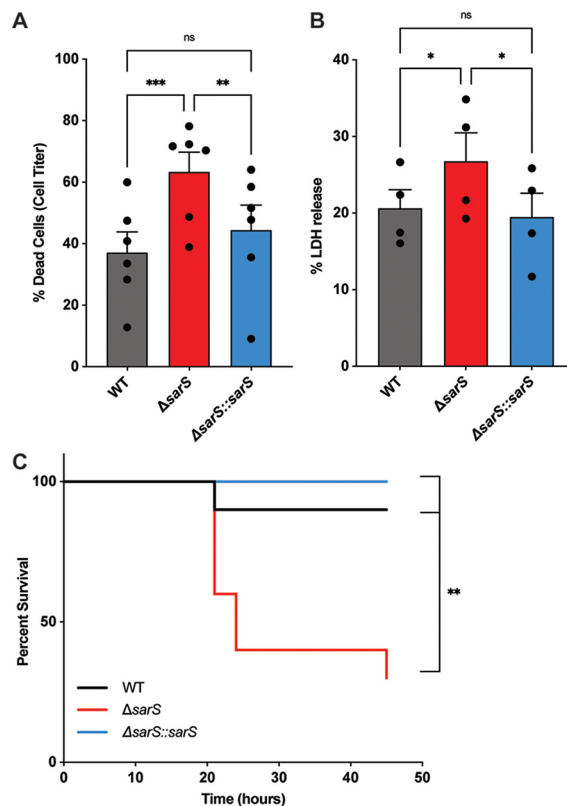 A
ns
***
**
% Dead Cells (Cell Titer)
100
80
60
40
20
0
WT
ΔsarS
ΔsarS::sarS
B
ns
*
*
% LDH release
40
30
20
10
0
WT
ΔsarS
ΔsarS::sarS
C
Percent Survival
100
50
0
**
WT
ΔsarS
ΔsarS::sarS
0
10
20
30
40
50
Time (hours)